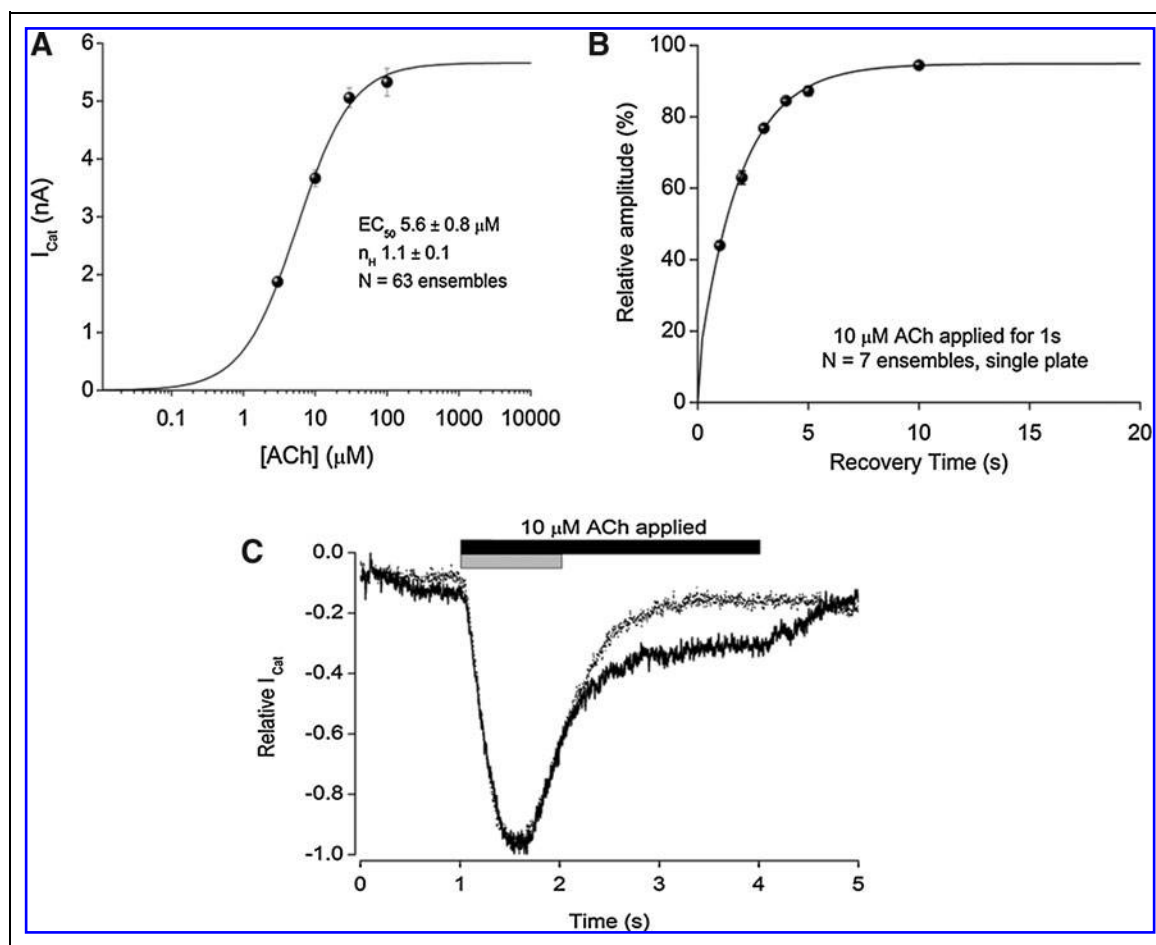 A
6
5
4
3
2
1
0
I_Cat (nA)
EC₅₀ 5.6 ± 0.8 μM
n_H 1.1 ± 0.1
N = 63 ensembles
0.1 1 10 100 1000 10000
[ACh] (μM)
B
100
80
60
40
20
0
Relative amplitude (%)
10 μM ACh applied for 1s
N = 7 ensembles, single plate
0 5 10 15 20
Recovery Time (s)
C
10 μM ACh applied
0.0
-0.2
-0.4
-0.6
-0.8
-1.0
Relative I_Cat
0 1 2 3 4 5
Time (s)